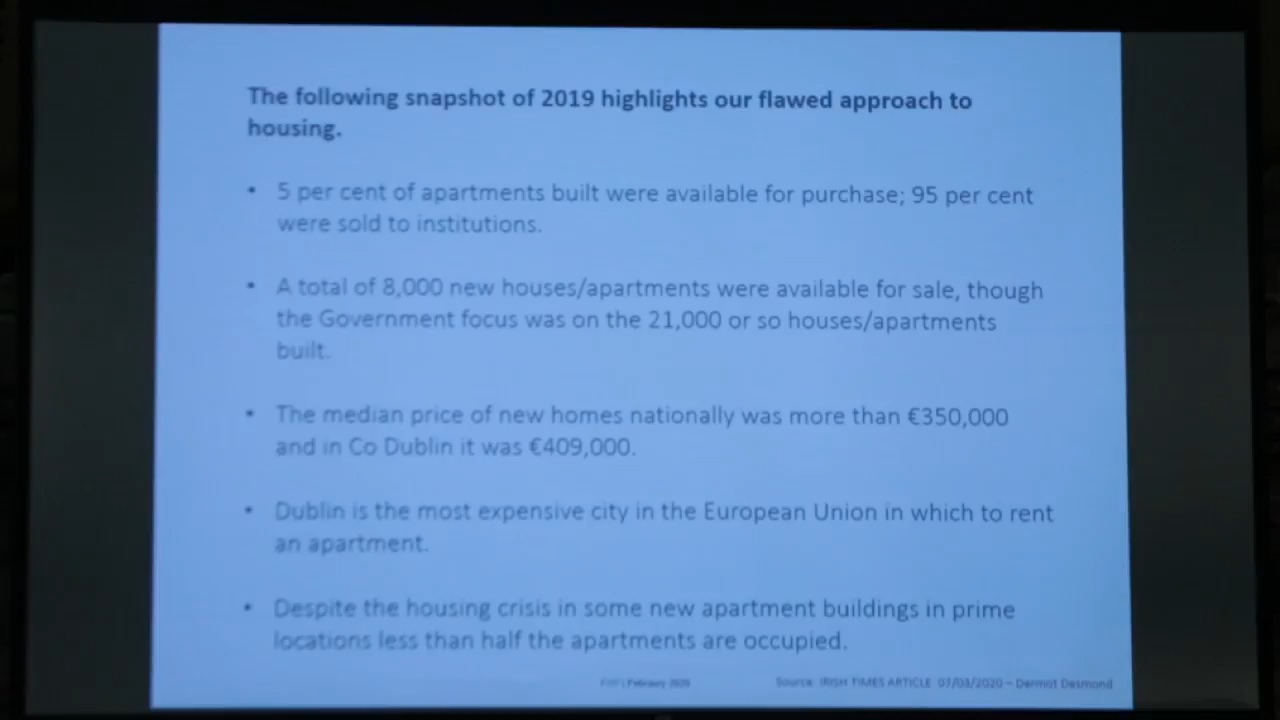 The following snapshot of 2019 highlights our flawed approach to
housing.
• 5 per cent of apartments built were available for purchase; 95 per cent
were sold to institutions.
• A total of 8,000 new houses/apartments were available for sale, though
the Government focus was on the 21,000 or so houses/apartments
built.
• The median price of new homes nationally was more than €350,000
and in Co Dublin it was €409,000.
• Dublin is the most expensive city in the European Union in which to rent
an apartment.
• Despite the housing crisis in some new apartment buildings in prime
locations less than half the apartments are occupied.
February 2020
Source: IRISH TIMES ARTICLE 07/03/2020 – Dermot Desmond